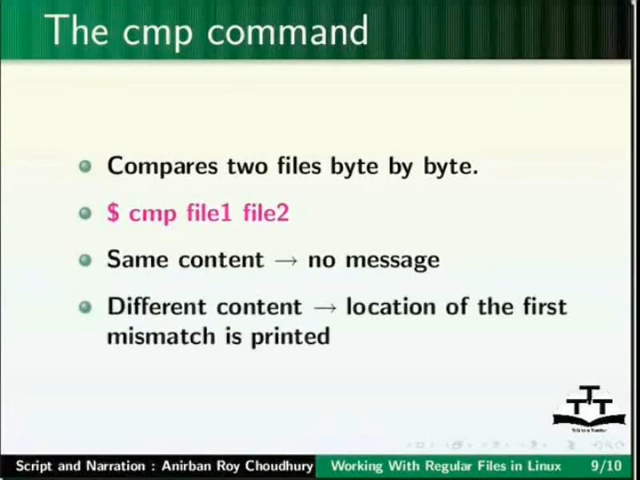 The cmp command
Compares two files byte by byte.
$ cmp file1 file2
Same content → no message
Different content → location of the first
mismatch is printed
TTT
Script and Narration : Anirban Roy Choudhury
Working With Regular Files in Linux
9/10